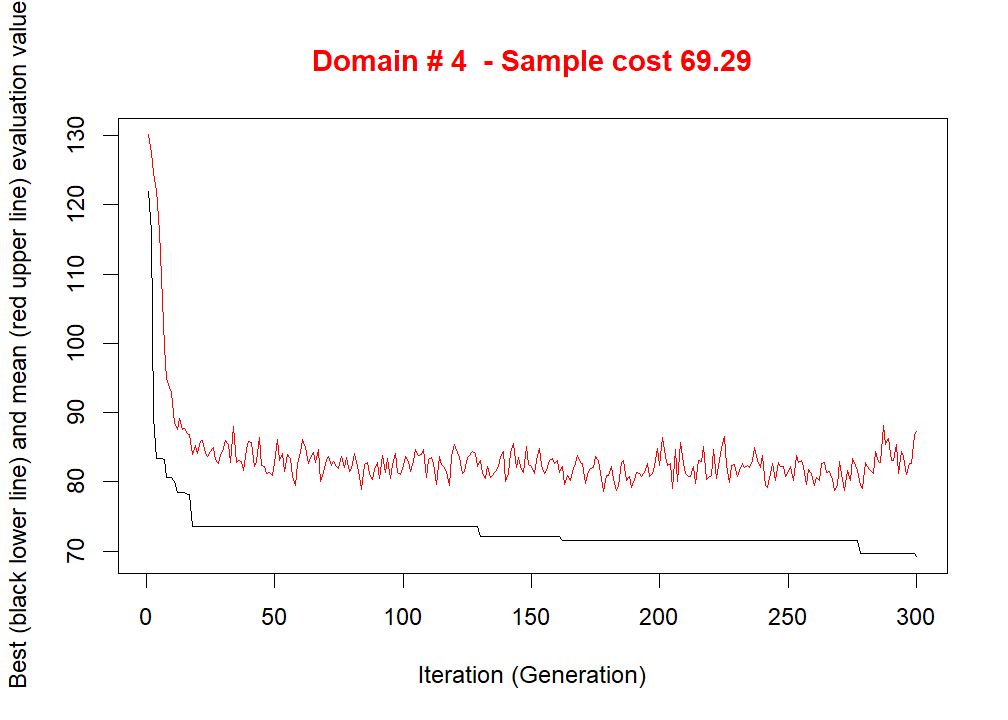 Domain # 4  - Sample cost 69.29
Best (black lower line) and mean (red upper line) evaluation value
130
120
110
100
90
80
70
0 50 100 150 200 250 300
Iteration (Generation)